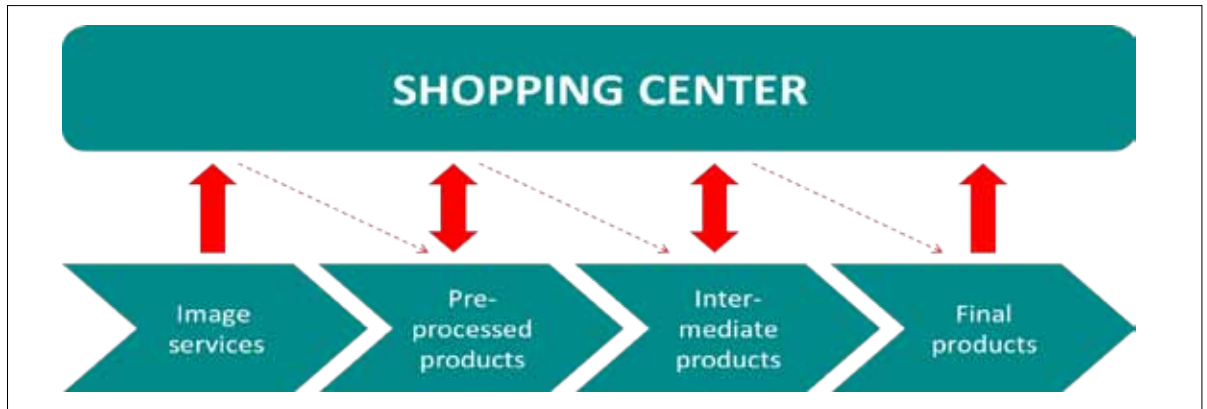 SHOPPING CENTER
Image
services
Pre-
processed
products
Inter-
mediate
products
Final
products